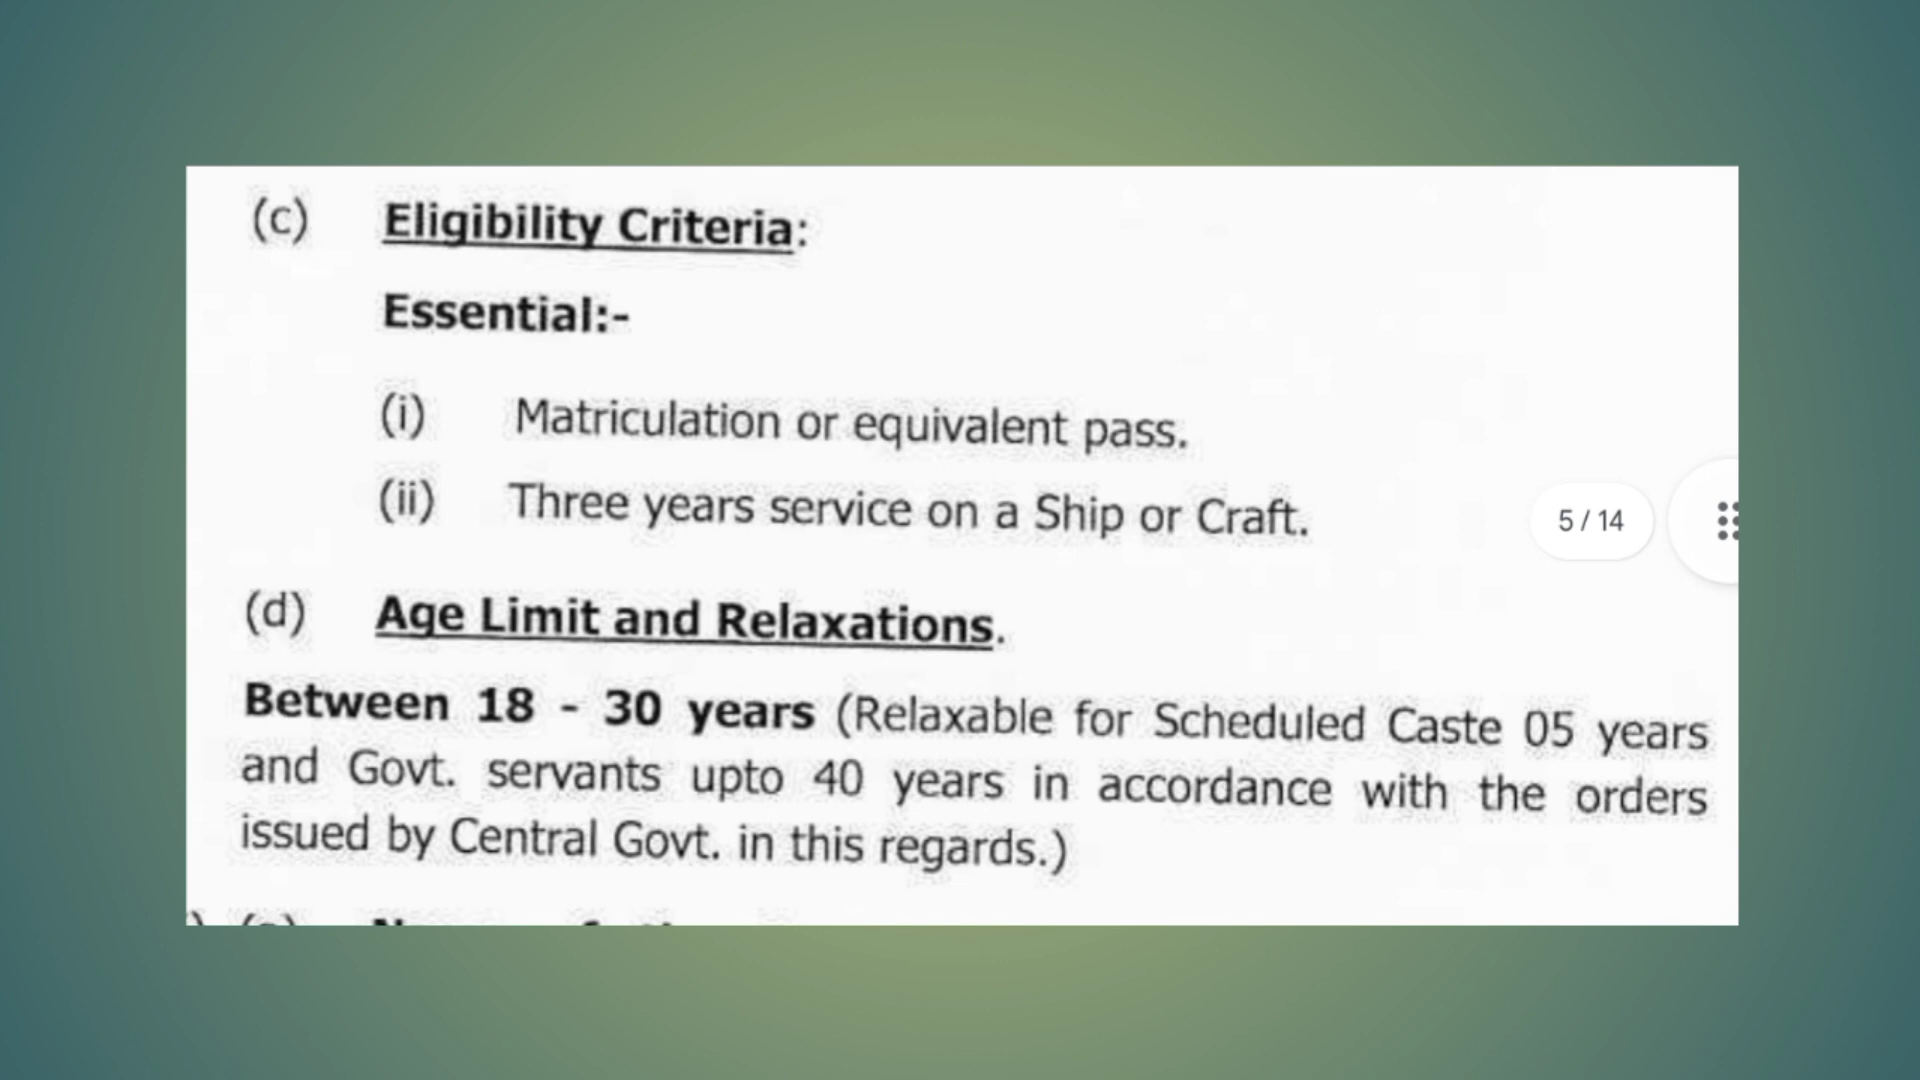 (c) Eligibility Criteria:
Essential:-
(i) Matriculation or equivalent pass.
(ii) Three years service on a Ship or Craft.
5 / 14
(d) Age Limit and Relaxations.
Between 18 - 30 years (Relaxable for Scheduled Caste 05 years
and Govt. servants upto 40 years in accordance with the orders
issued by Central Govt. in this regards.)